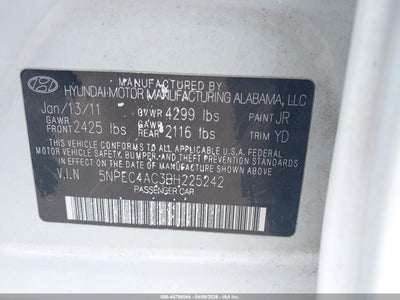 MANUFACTURED BY
HYUNDAI MOTOR MANUFACTURING ALABAMA, LLC
Jan/13/11 GVWR 4299 lbs PAINT JR
GAWR FRONT 2425 lbs GAWR REAR 2116 lbs TRIM YD
THIS VEHICLE CONFORMS TO ALL APPLICABLE U.S. FEDERAL
MOTOR VEHICLE SAFETY, BUMPER, AND THEFT PREVENTION
STANDARDS IN EFFECT ON THE DATE OF MANUFACTURE SHOWN ABOVE.
V.I.N 5NPEC4AC3BH225242
PASSENGER CAR